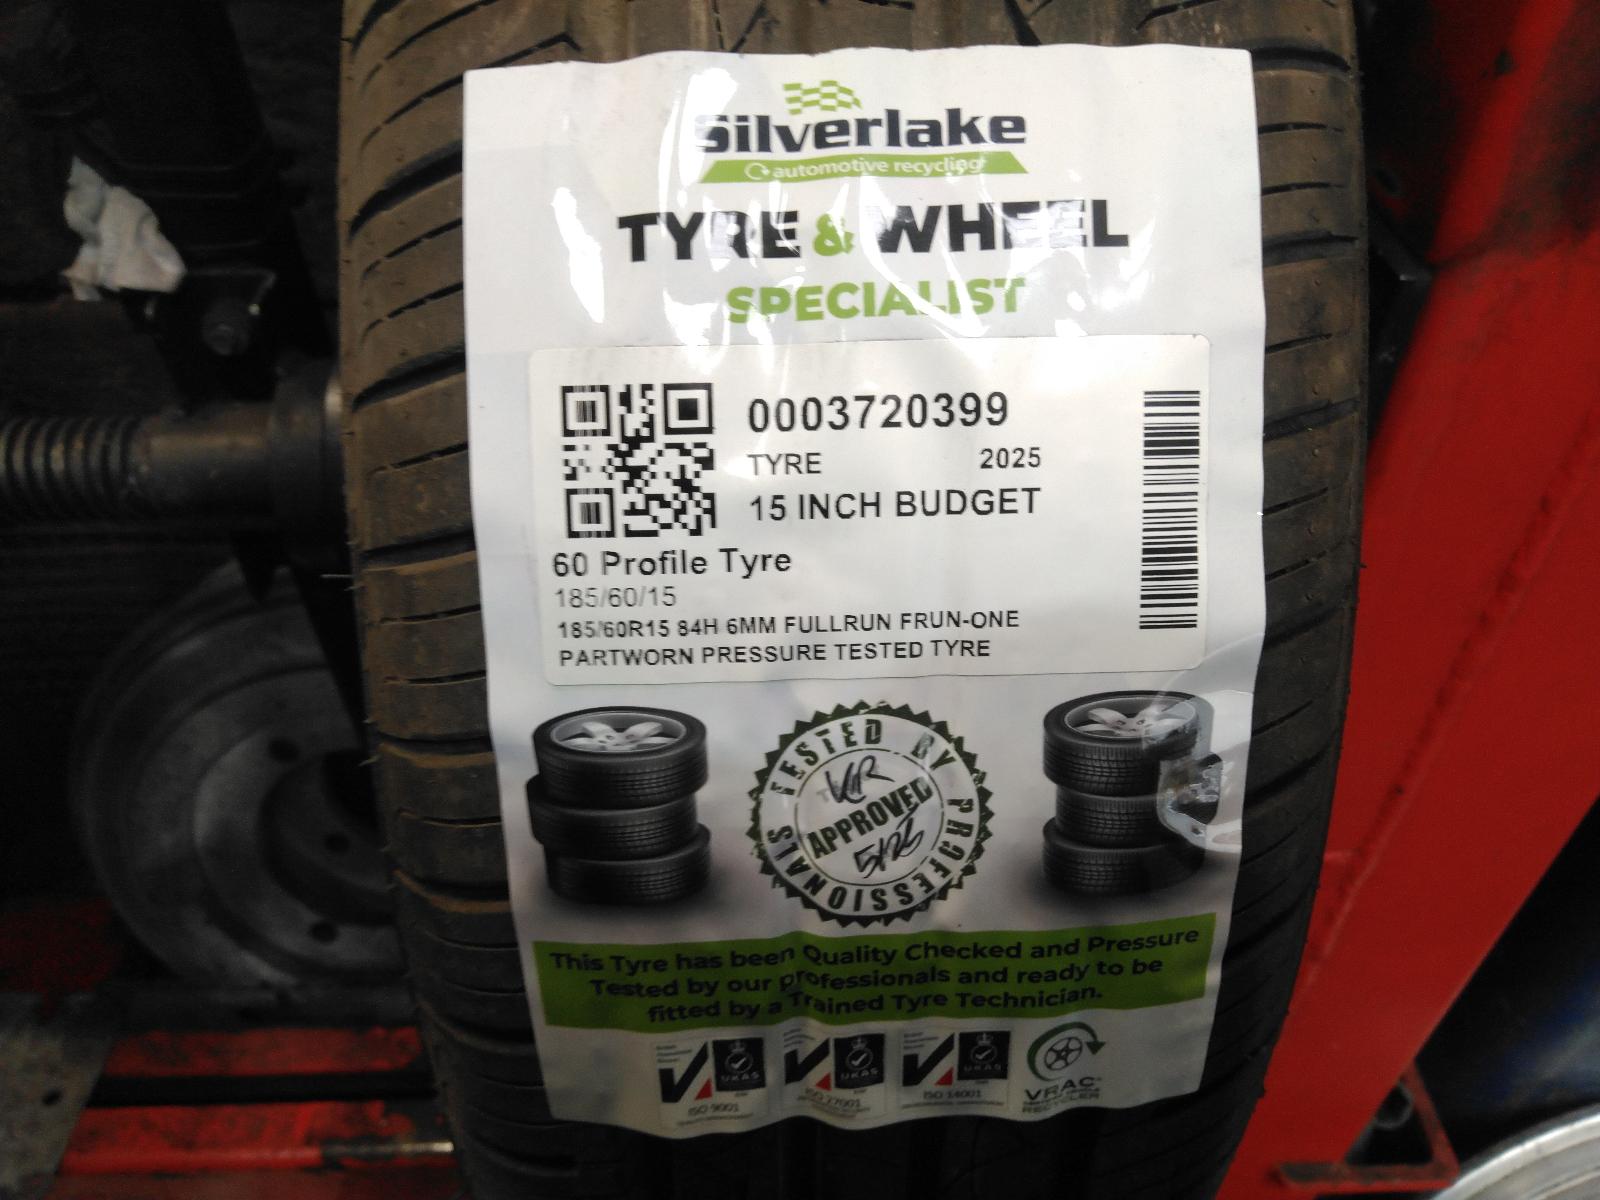 Silverlake
automotive recycling
TYRE & WHEEL
SPECIALIST
0003720399
TYRE 2025
15 INCH BUDGET
60 Profile Tyre
185/60/15
185/60R15 84H 6MM FULLRUN FRUN-ONE
PARTWORN PRESSURE TESTED TYRE
TESTED BY PROFESSIONALS
APPROVED
This Tyre has been Quality Checked and Pressure
Tested by our professionals and ready to be
fitted by a Trained Tyre Technician.
UKAS UKAS UKAS
ISO 9001 ISO 27001 ISO 14001
VRAC
RECYCLER